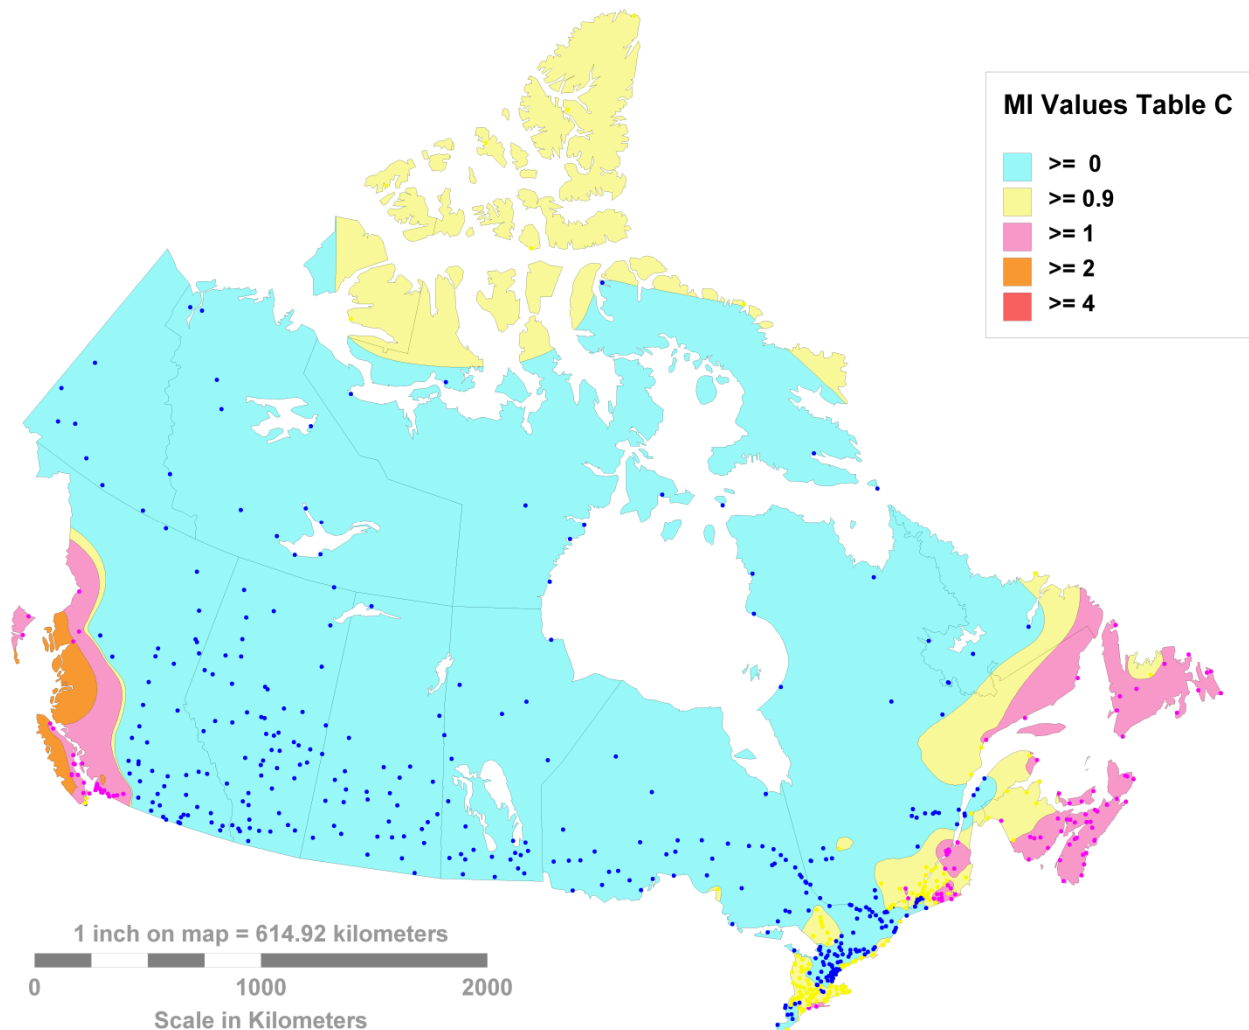 MI Values Table C
>= 0
>= 0.9
>= 1
>= 2
>= 4
1 inch on map = 614.92 kilometers
0 1000 2000
Scale in Kilometers